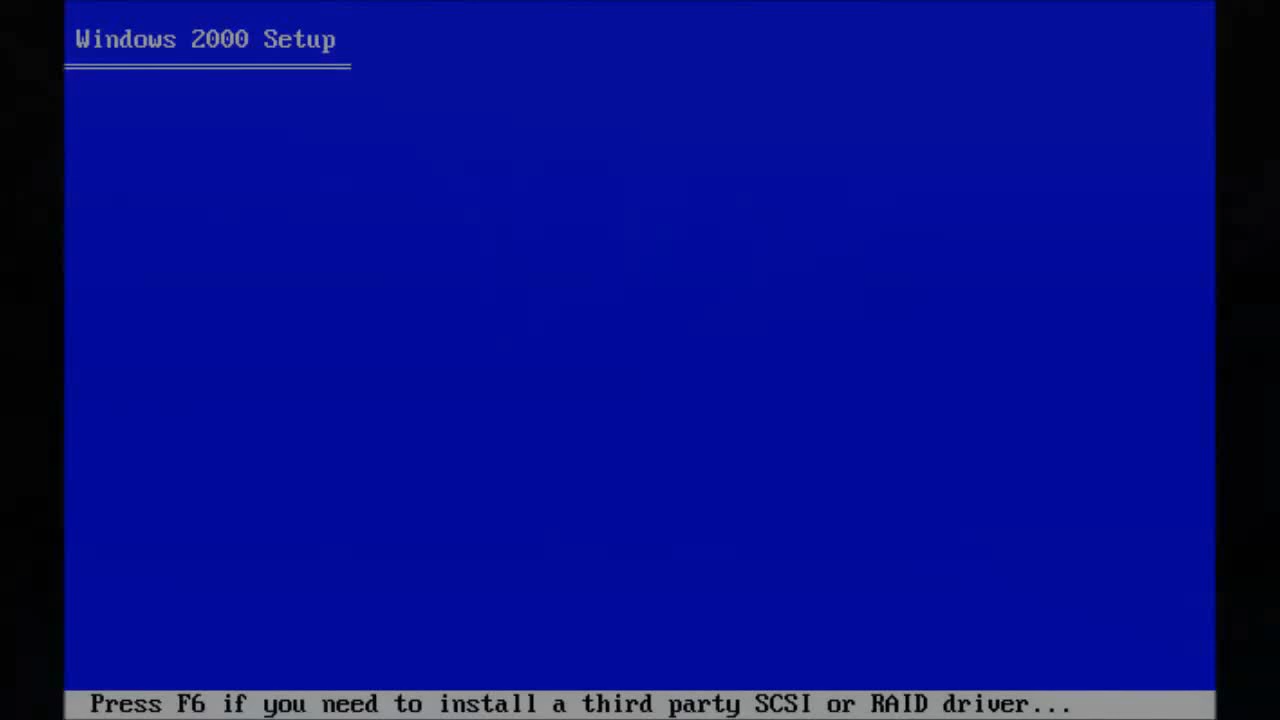 Windows 2000 Setup
Press F6 if you need to install a third party SCSI or RAID driver...